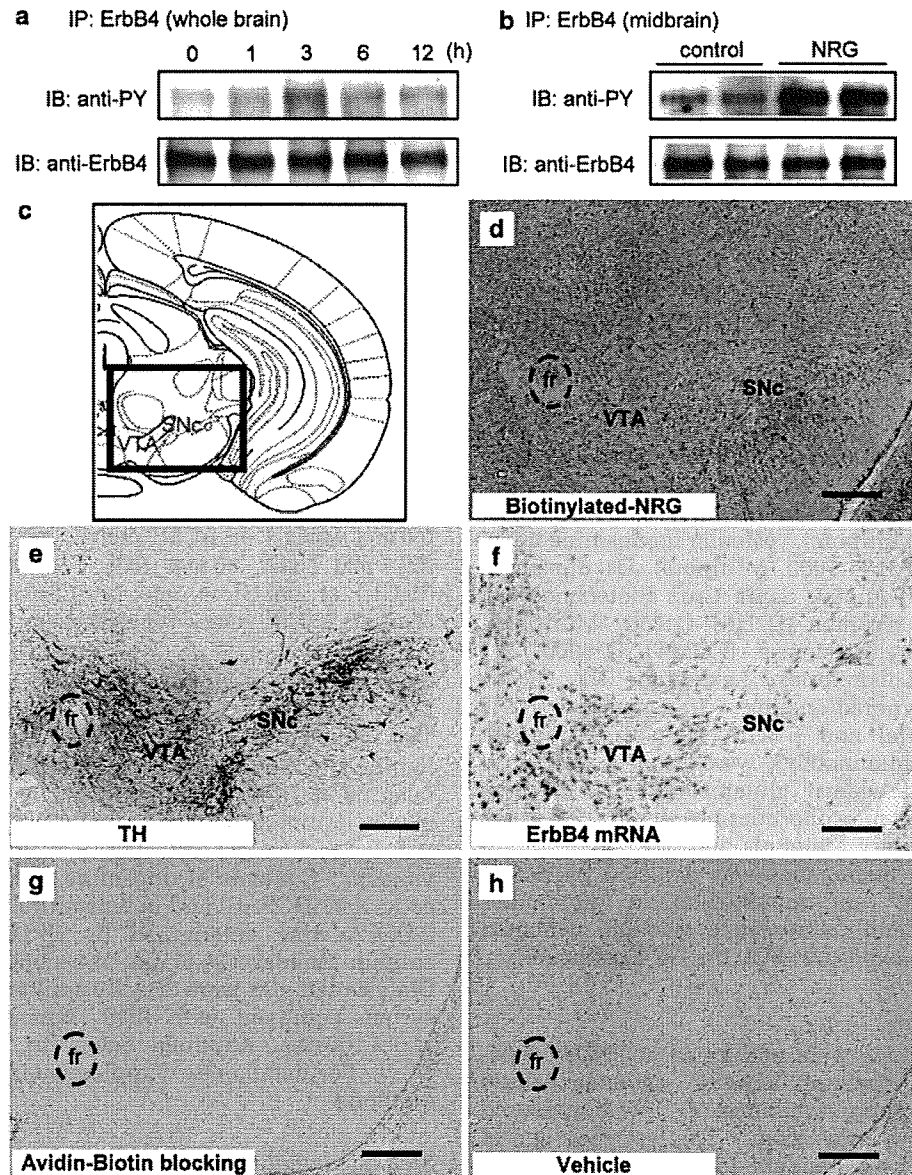 a IP: ErbB4 (whole brain)
0 1 3 6 12 (h)
IB: anti-PY
IB: anti-ErbB4
b IP: ErbB4 (midbrain)
control NRG
IB: anti-PY
IB: anti-ErbB4
c
SNc
VTA
d
fr
SNc
VTA
Biotinylated-NRG
e
fr
SNc
VTA
TH
f
fr
SNc
VTA
ErbB4 mRNA
g
fr
Avidin-Biotin blocking
h
fr
Vehicle